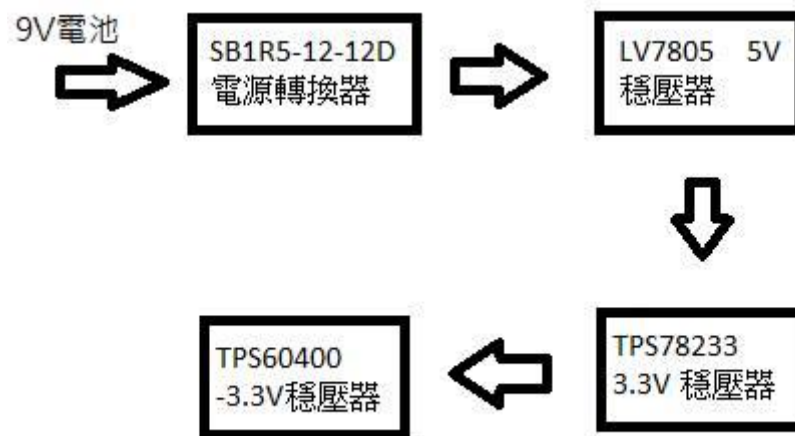 9V電池
SB1R5-12-12D
電源轉換器
LV7805 5V
穩壓器
TPS78233
3.3V 穩壓器
TPS60400
-3.3V穩壓器